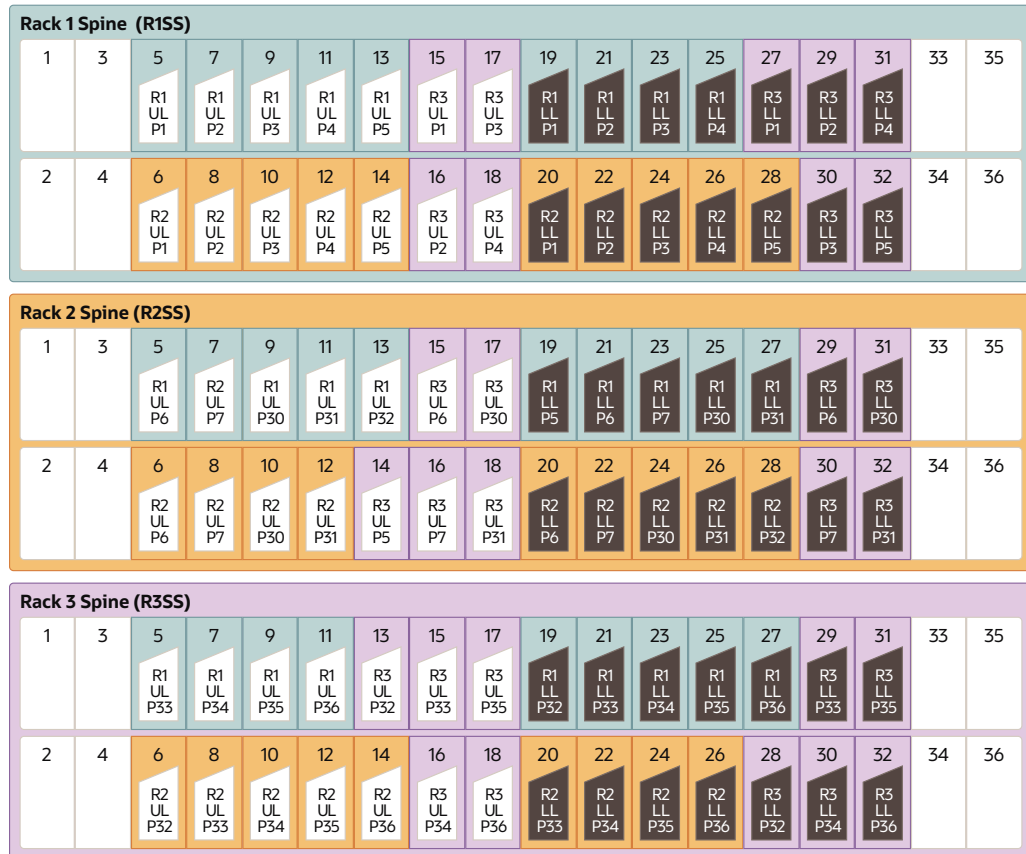 Rack 1 Spine (R1SS)
1 3 5 7 9 11 13 15 17 19 21 23 25 27 29 31 33 35
R1 R1 R1 R1 R1 R3 R3 R1 R1 R1 R1 R3 R3 R3
UL UL UL UL UL UL UL LL LL LL LL LL LL LL
P1 P2 P3 P4 P5 P1 P3 P1 P2 P3 P4 P1 P2 P4
2 4 6 8 10 12 14 16 18 20 22 24 26 28 30 32 34 36
R2 R2 R2 R2 R2 R3 R3 R2 R2 R2 R2 R2 R3 R3
UL UL UL UL UL UL UL LL LL LL LL LL LL LL
P1 P2 P3 P4 P5 P2 P4 P1 P2 P3 P4 P5 P3 P5
Rack 2 Spine (R2SS)
1 3 5 7 9 11 13 15 17 19 21 23 25 27 29 31 33 35
R1 R2 R1 R1 R1 R3 R3 R1 R1 R1 R1 R1 R3 R3
UL UL UL UL UL UL UL LL LL LL LL LL LL LL
P6 P7 P30 P31 P32 P6 P30 P5 P6 P7 P30 P31 P6 P30
2 4 6 8 10 12 14 16 18 20 22 24 26 28 30 32 34 36
R2 R2 R2 R2 R3 R3 R3 R2 R2 R2 R2 R2 R3 R3
UL UL UL UL UL UL UL LL LL LL LL LL LL LL
P6 P7 P30 P31 P5 P7 P31 P6 P7 P30 P31 P32 P7 P31
Rack 3 Spine (R3SS)
1 3 5 7 9 11 13 15 17 19 21 23 25 27 29 31 33 35
R1 R1 R1 R1 R3 R3 R3 R1 R1 R1 R1 R1 R3 R3
UL UL UL UL UL UL UL LL LL LL LL LL LL LL
P33 P34 P35 P36 P32 P33 P35 P32 P33 P34 P35 P36 P33 P35
2 4 6 8 10 12 14 16 18 20 22 24 26 28 30 32 34 36
R2 R2 R2 R2 R2 R3 R3 R2 R2 R2 R2 R3 R3 R3
UL UL UL UL UL UL UL LL LL LL LL LL LL LL
P32 P33 P34 P35 P36 P34 P36 P33 P34 P35 P36 P32 P34 P36